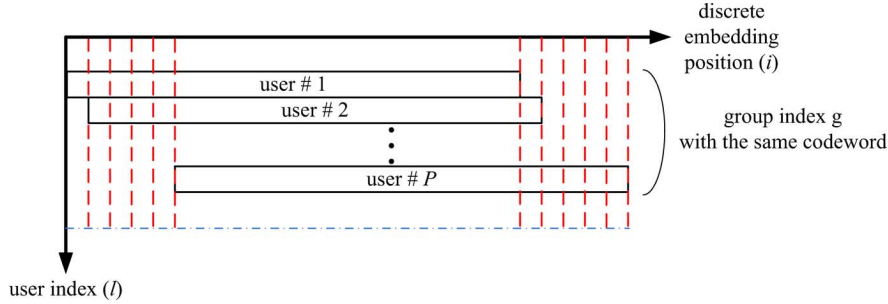 discrete
embedding
position (i)
user # 1
user # 2
group index g
with the same codeword
user # P
user index (l)